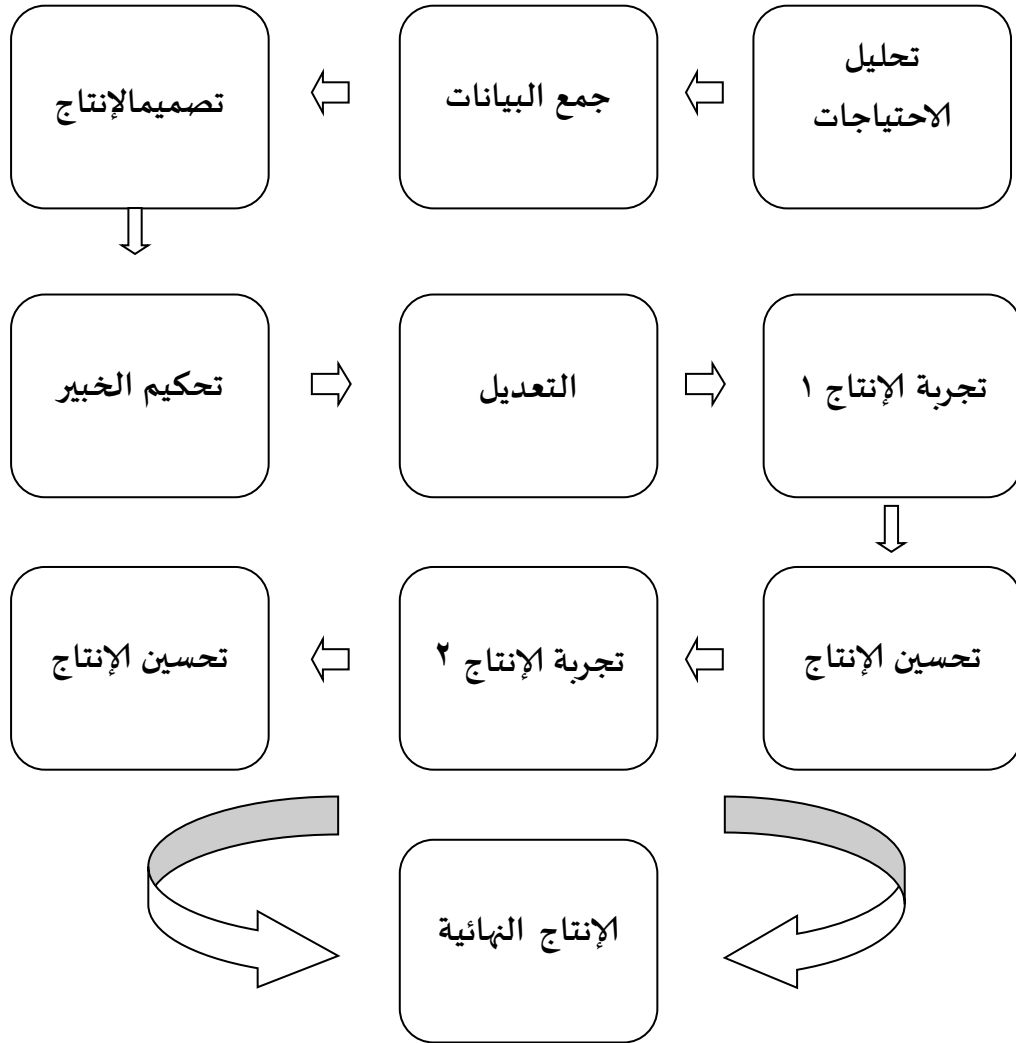 تحليل
الاحتياجات
جمع البيانات
تصميمالإنتاج
تحكيم الخبير
التعديل
تجربة الإنتاج ١
تحسين الإنتاج
تجربة الإنتاج ٢
تحسين الإنتاج
الإنتاج النهائية